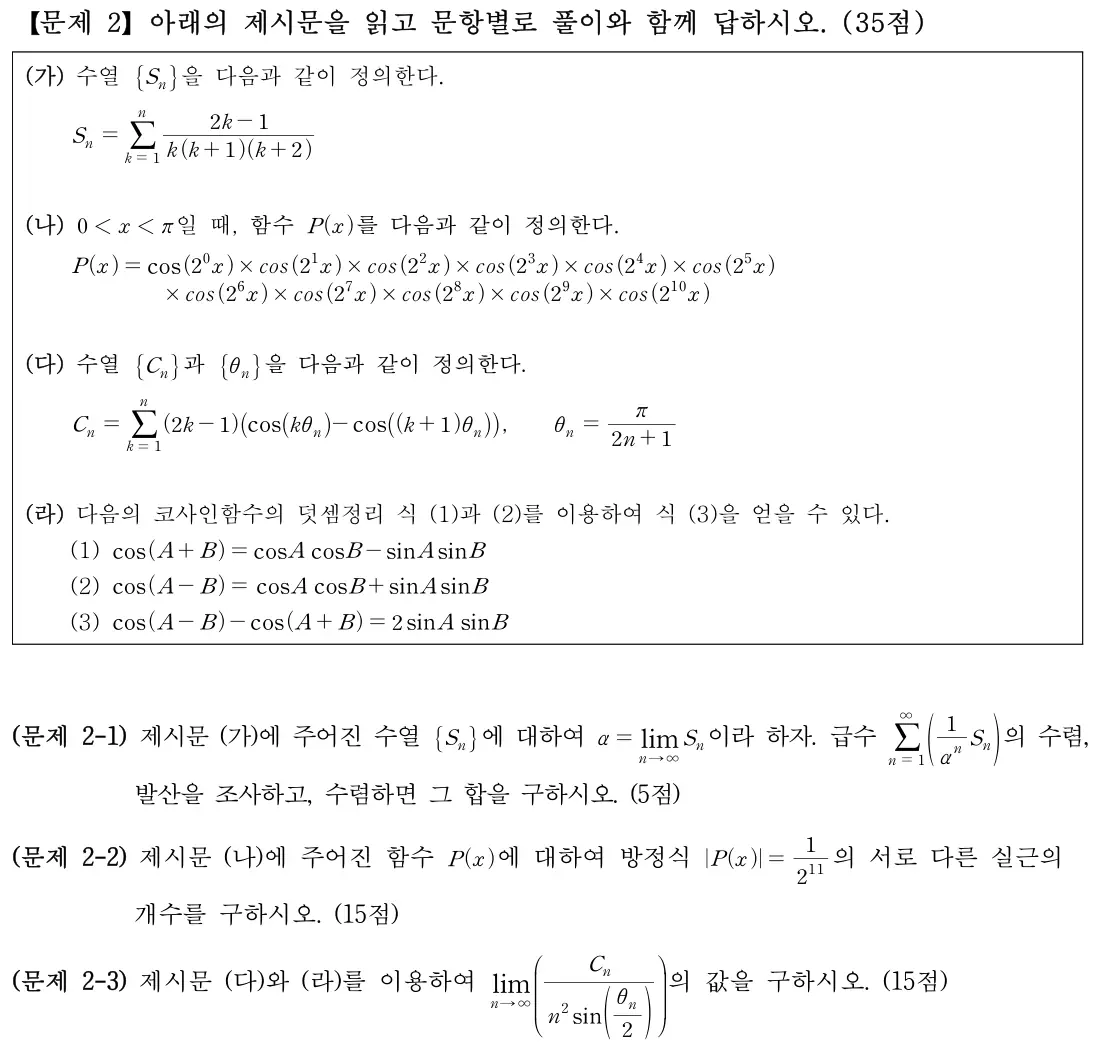 【문제 2】 아래의 제시문을 읽고 문항별로 풀이와 함께 답하시오. (35점)
(가) 수열 {Sₙ}을 다음과 같이 정의한다.
Sₙ = ∑_{k=1}^{n} (2k-1)/(k(k+1)(k+2))
(나) 0<x<π일 때, 함수 P(x)를 다음과 같이 정의한다.
P(x)=cos(2⁰x)×cos(2¹x)×cos(2²x)×cos(2³x)×cos(2⁴x)×cos(2⁵x)
×cos(2⁶x)×cos(2⁷x)×cos(2⁸x)×cos(2⁹x)×cos(2¹⁰x)
(다) 수열 {Cₙ}과 {θₙ}을 다음과 같이 정의한다.
Cₙ = ∑_{k=1}^{n} (2k-1)(cos(kθₙ)-cos((k+1)θₙ)), θₙ = π/(2n+1)
(라) 다음의 코사인함수의 덧셈정리 식 (1)과 (2)를 이용하여 식 (3)을 얻을 수 있다.
(1) cos(A+B)=cosA cosB-sinA sinB
(2) cos(A-B)= cosA cosB+sinA sinB
(3) cos(A-B)-cos(A+B)=2sinA sinB
(문제 2-1) 제시문 (가)에 주어진 수열 {Sₙ}에 대하여 α=lim_{n→∞} Sₙ이라 하자. 급수 ∑_{n=1}^{∞} (1/αⁿ Sₙ)의 수렴,
발산을 조사하고, 수렴하면 그 합을 구하시오. (5점)
(문제 2-2) 제시문 (나)에 주어진 함수 P(x)에 대하여 방정식 |P(x)|=1/2¹¹의 서로 다른 실근의
개수를 구하시오. (15점)
(문제 2-3) 제시문 (다)와 (라)를 이용하여 lim_{n→∞} (Cₙ/(n² sin(θₙ/2)))의 값을 구하시오. (15점)